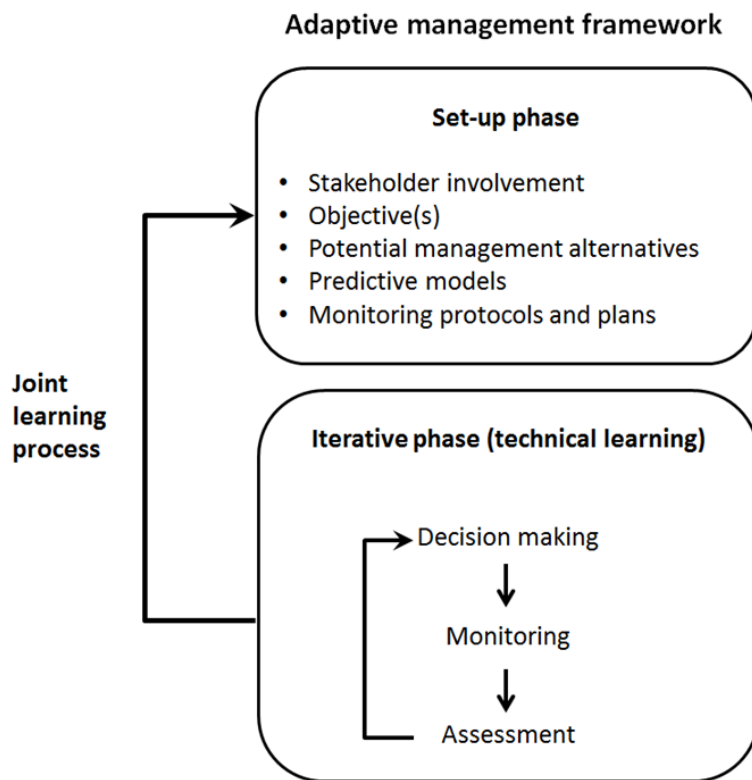 Adaptive management framework
Set-up phase
• Stakeholder involvement
• Objective(s)
• Potential management alternatives
• Predictive models
• Monitoring protocols and plans
Joint
learning
process
Iterative phase (technical learning)
Decision making
Monitoring
Assessment